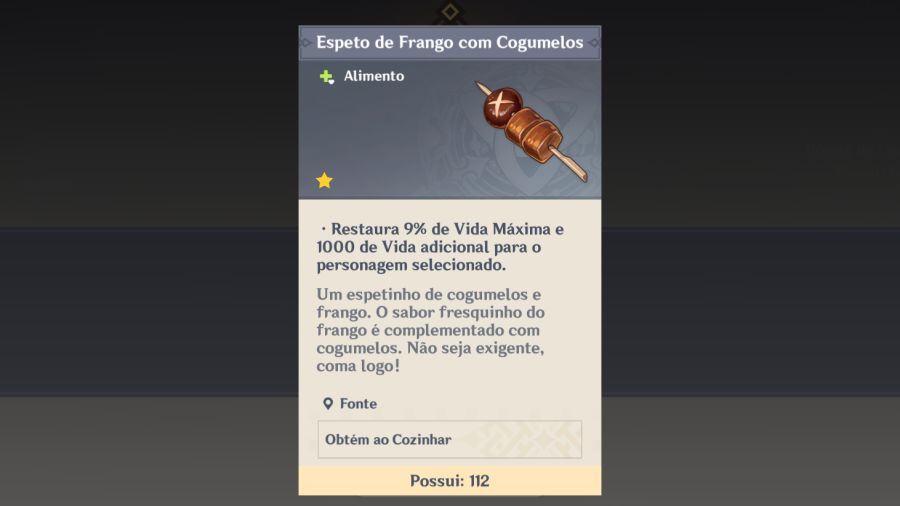 Espeto de Frango com Cogumelos
Alimento
· Restaura 9% de Vida Máxima e
1000 de Vida adicional para o
personagem selecionado.
Um espetinho de cogumelos e
frango. O sabor fresquinho do
frango é complementado com
cogumelos. Não seja exigente,
coma logo!
Fonte
Obtém ao Cozinhar
Possui: 112